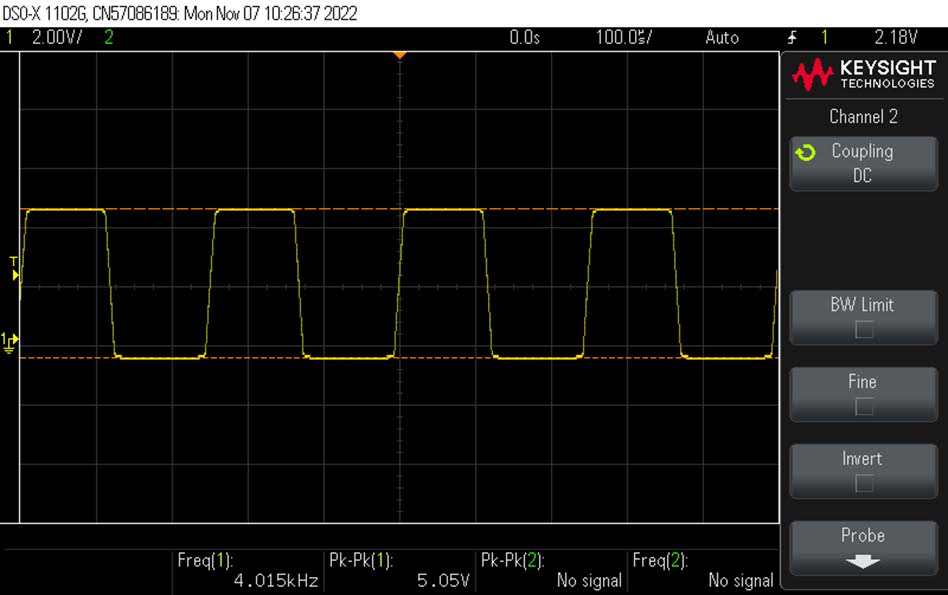 DSO-X 1102G, CN57086189: Mon Nov 07 10:26:37 2022
1 2.00V/ 2 0.0s 100.0㎲/ Auto 1 2.18V
KEYSIGHT
TECHNOLOGIES
Channel 2
Coupling
DC
T
1
BW Limit
Fine
Invert
Probe
Freq(1): Pk-Pk(1): Pk-Pk(2): Freq(2):
4.015kHz 5.05V No signal No signal